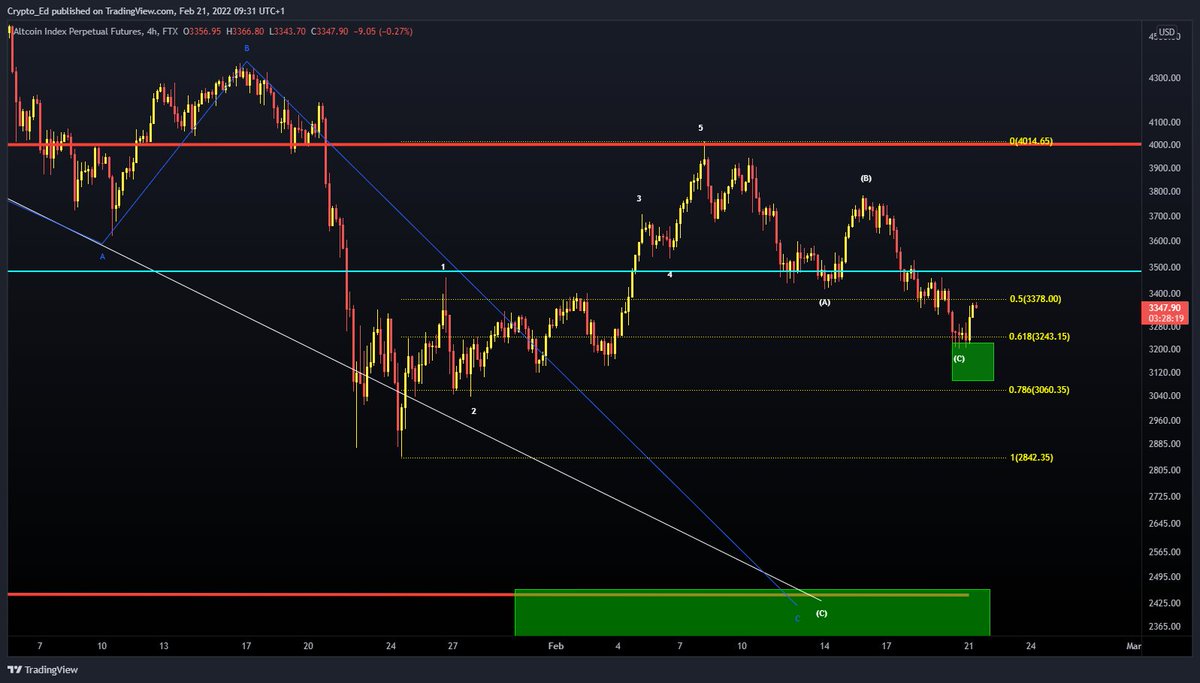 Crypto_Ed published on TradingView.com, Feb 21, 2022 09:31 UTC+1
Altcoin Index Perpetual Futures, 4h, FTX O3356.95 H3366.80 L3343.70 C3347.90 −9.05 (−0.27%)
USD
4300.00
4100.00
4000.00
3900.00
3800.00
3700.00
3600.00
3500.00
3400.00
3347.90
03:28:19
3280.00
3200.00
3120.00
3040.00
2960.00
2885.00
2805.00
2725.00
2645.00
2565.00
2495.00
2425.00
2365.00
B
A
5
0(4014.65)
(B)
3
1
4
(A)
0.5(3378.00)
0.618(3243.15)
(C)
0.786(3060.35)
2
1(2842.35)
C
(C)
7 10 13 17 20 24 27 Feb 4 7 10 14 17 21 24 Mar
TradingView